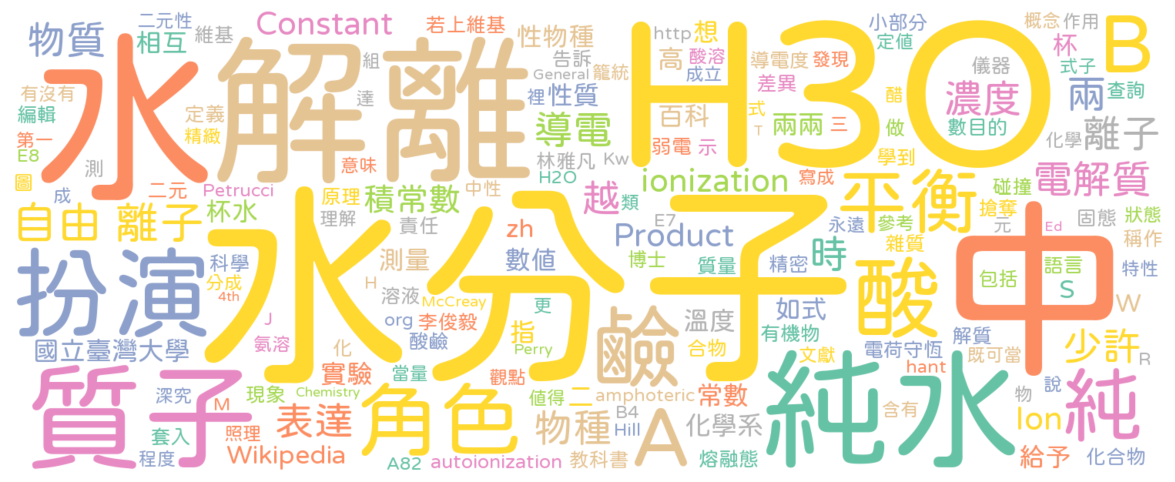 二元性 維基 Constant 若上維基 小部分 概念 作用
物質 相互 性物種 告訴 http 想 定值 杯 式子 B
水 解離 組 General 籠統 高 酸溶 導電度 發現 H3O 儀器
有沒有 定義 達 裡 性質 成立 差異 醋 濃度 兩 查詢
編輯 精緻 導電 百科 式 兩兩 三 做 數目的 化學 離子
第一 測 意味 林雅凡 Kw 弱電 示 T 學到
E8 圖 成 二元 Petrucci 原理 積常數 中性 H2O ionization 寫成 平衡 碰撞 電解質
自由 離子 杯水 理解 責任 越 類 E7 永遠 參考 搶奪 固態 狀態
zh Product 雜質 元 Ed 稱作
扮演 科學 水分子 測量 數值 博士 質量 精密 時 酸 包括 語言 中 特性
分成 4th H 溶液 McCreay 更 鹼 溫度 如式 S W
國立臺灣大學 氨溶 J org 李俊毅 指 Perry 合物 有機物 電荷守恆 解質 少許
化 酸鹼 文獻 既可當 R
質子 深究 現象 實驗 當量 觀點 值得 二 amphoteric 常數 純水 hant 物 說 純
M Chemistry 角色 物種 B4 Hill 化學系 含有 Ion
套入 照理 表達 A
程度 Wikipedia A82 autoionization 教科書 熔融態 給予 化合物